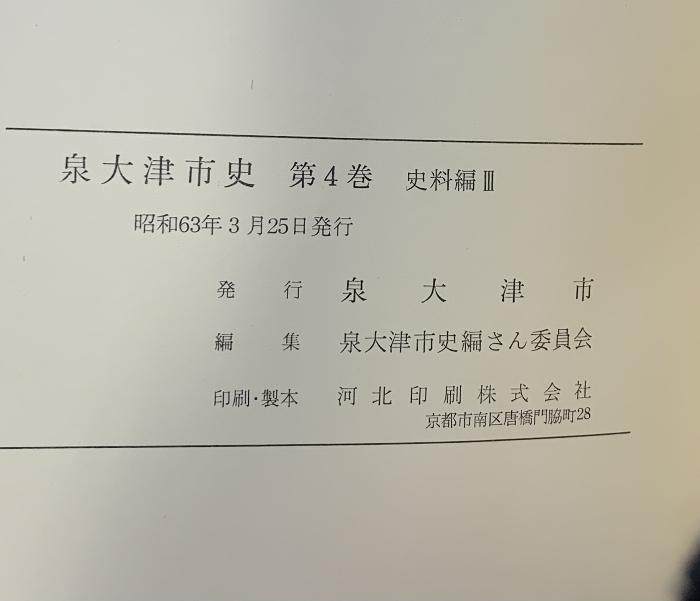 泉大津市史 第4巻 史料編Ⅲ
昭和63年3月25日発行
発行 泉大津市
編集 泉大津市史編さん委員会
印刷・製本 河北印刷株式会社
京都市南区唐橋門脇町28